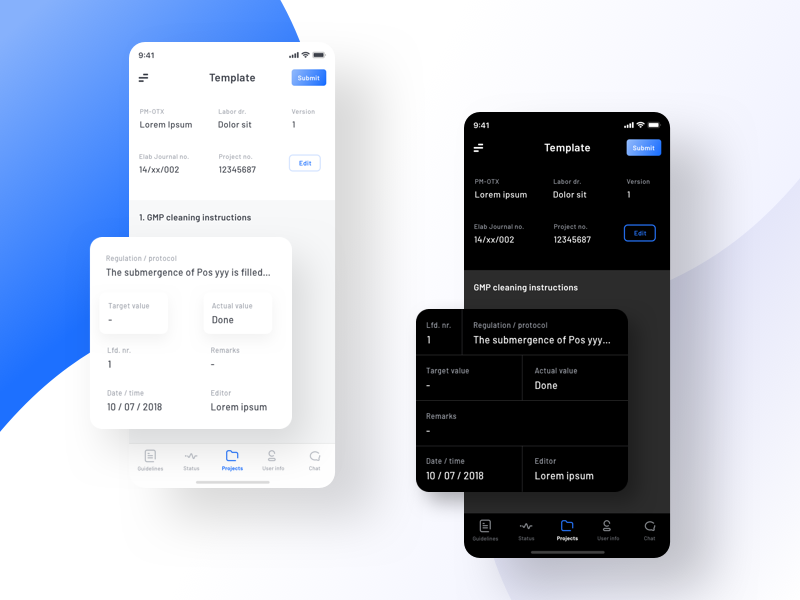 9:41
Template
Submit
PM-OTX
Labor dr.
Version
Lorem Ipsum
Dolor sit
1
Elab Journal no.
Project no.
14/xx/002
12345687
Edit
1. GMP cleaning instructions
Regulation / protocol
The submergence of Pos yyy is filled...
Target value
Actual value
-
Done
Lfd. nr.
Remarks
1
-
Date / time
Editor
10 / 07 / 2018
Lorem ipsum
Guidelines
Status
Projects
User info
Chat
9:41
Template
Submit
PM-OTX
Labor dr.
Version
Lorem ipsum
Dolor sit
1
Elab Journal no.
Project no.
14/xx/002
12345687
Edit
GMP cleaning instructions
Lfd. nr.
Regulation / protocol
1
The submergence of Pos yyy...
Target value
Actual value
-
Done
Remarks
-
Date / time
Editor
10 / 07 / 2018
Lorem ipsum
Guidelines
Status
Projects
User info
Chat